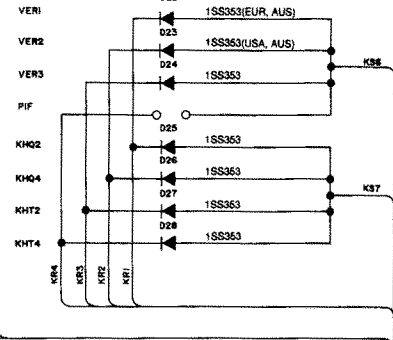 VER1 1SS353(EUR, AUS)
D23
VER2 1SS353(USA, AUS)
D24
VER3 1SS353 KS6
PIF
D25
KHQ2 1SS353
D26
KHQ4 1SS353
D27 KS7
KHT2 1SS353
D28
KHT4 1SS353
KR4 KR3 KR2 KR1